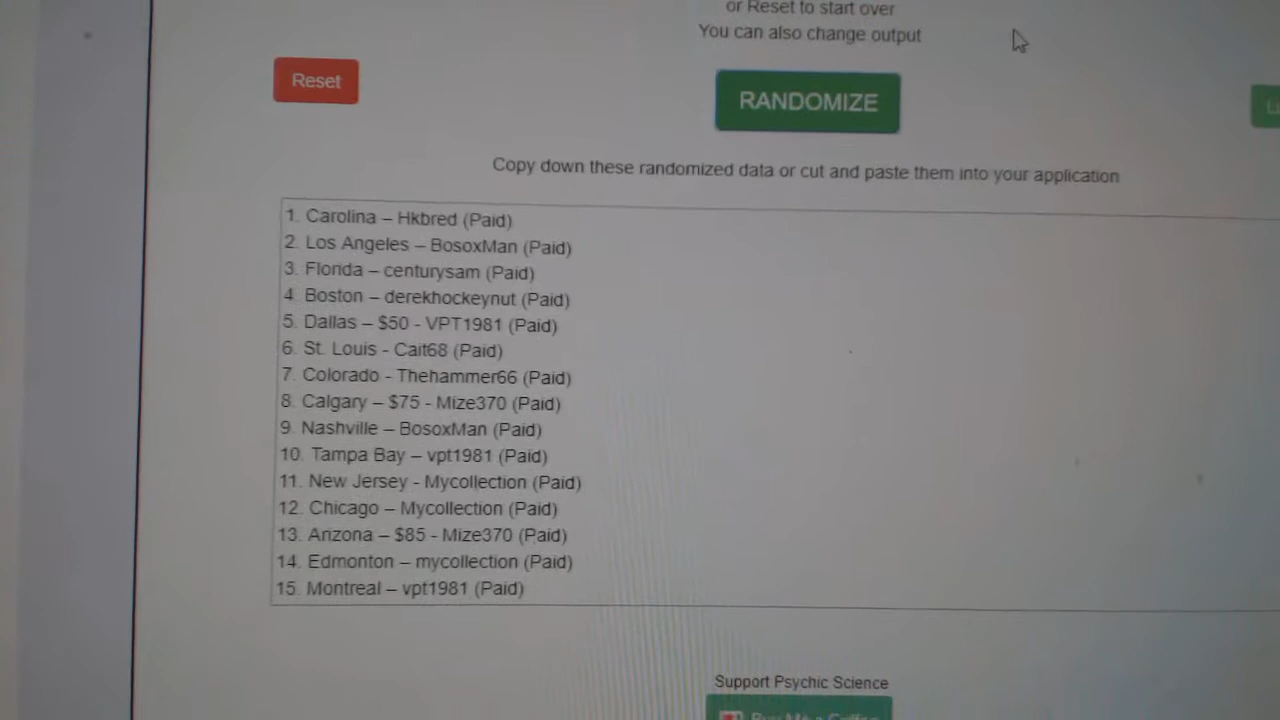 or Reset to start over
You can also change output
Reset
RANDOMIZE
Copy down these randomized data or cut and paste them into your application
1. Carolina – Hkbred (Paid)
2. Los Angeles – BosoxMan (Paid)
3. Florida – centurysam (Paid)
4. Boston – derekhockeynut (Paid)
5. Dallas – $50 - VPT1981 (Paid)
6. St. Louis - Cait68 (Paid)
7. Colorado - Thehammer66 (Paid)
8. Calgary – $75 - Mize370 (Paid)
9. Nashville – BosoxMan (Paid)
10. Tampa Bay – vpt1981 (Paid)
11. New Jersey - Mycollection (Paid)
12. Chicago – Mycollection (Paid)
13. Arizona – $85 - Mize370 (Paid)
14. Edmonton – mycollection (Paid)
15. Montreal – vpt1981 (Paid)
Support Psychic Science